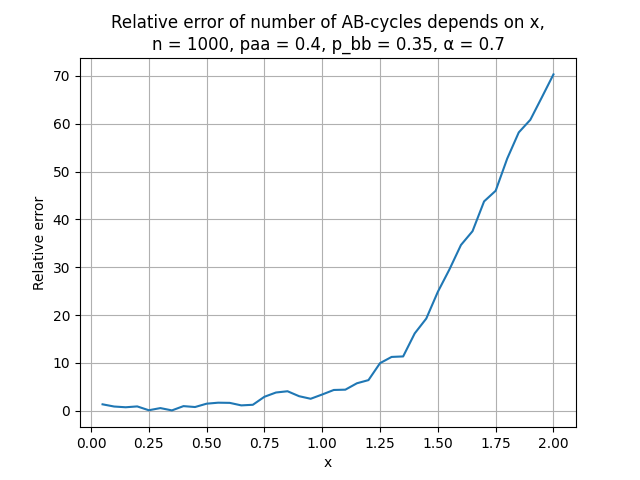 Relative error of number of AB-cycles depends on x,
n = 1000, paa = 0.4, p_bb = 0.35, α = 0.7
Relative error
70
60
50
40
30
20
10
0
0.00 0.25 0.50 0.75 1.00 1.25 1.50 1.75 2.00
x